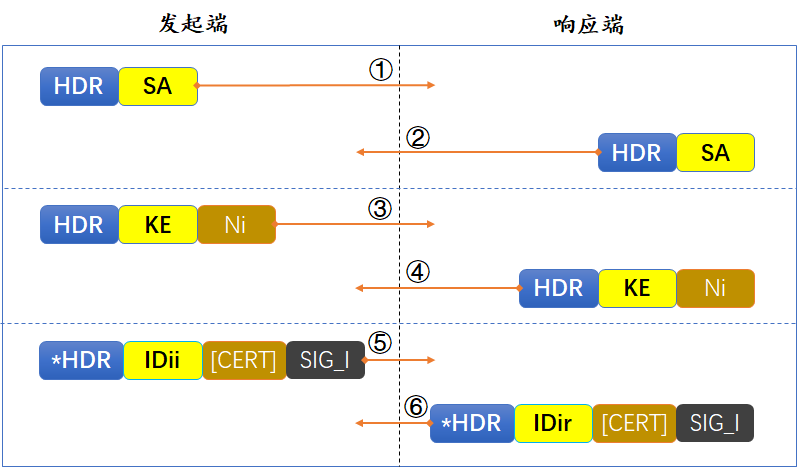 发起端 响应端
HDR SA ①
② HDR SA
HDR KE Ni ③
④ HDR KE Ni
*HDR IDii [CERT] SIG_I ⑤
⑥ *HDR IDir [CERT] SIG_I